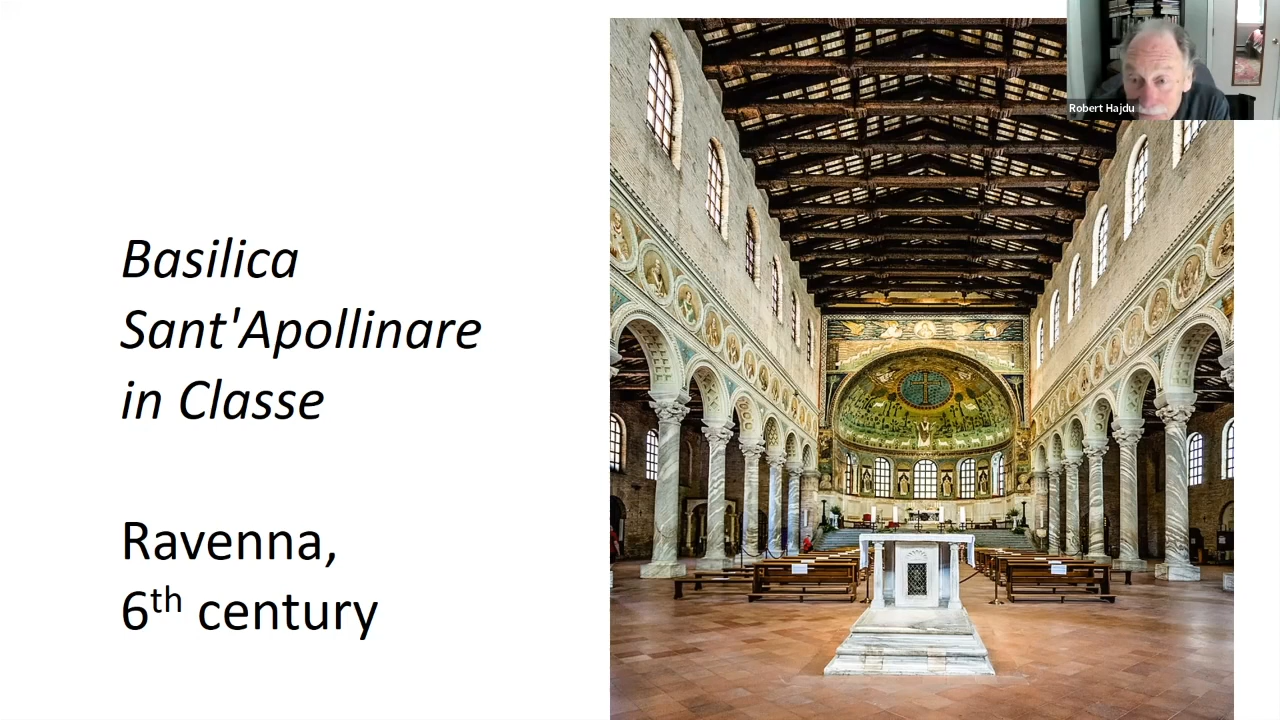 Basilica
Sant'Apollinare
in Classe
Ravenna,
6th century
Robert Hajdu